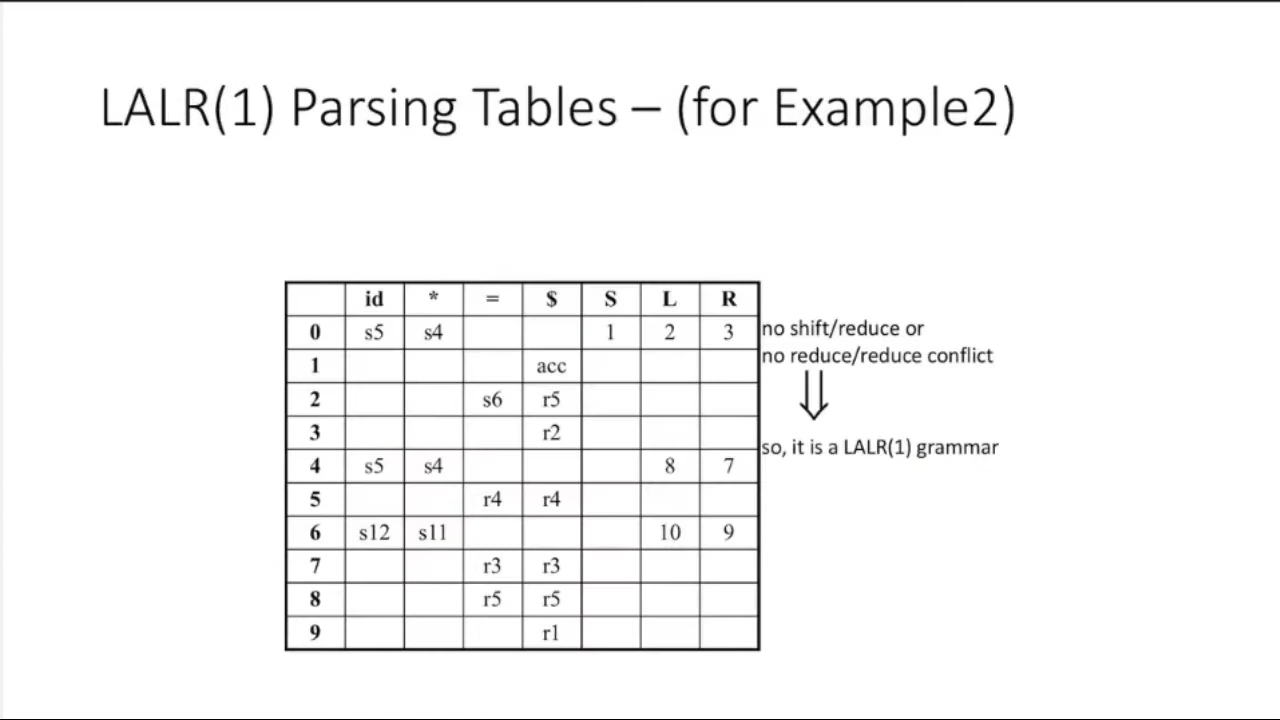 LALR(1) Parsing Tables – (for Example2)
id * = $ S L R
0 s5 s4 1 2 3
1 acc
2 s6 r5
3 r2
4 s5 s4 8 7
5 r4 r4
6 s12 s11 10 9
7 r3 r3
8 r5 r5
9 r1
no shift/reduce or
no reduce/reduce conflict
so, it is a LALR(1) grammar